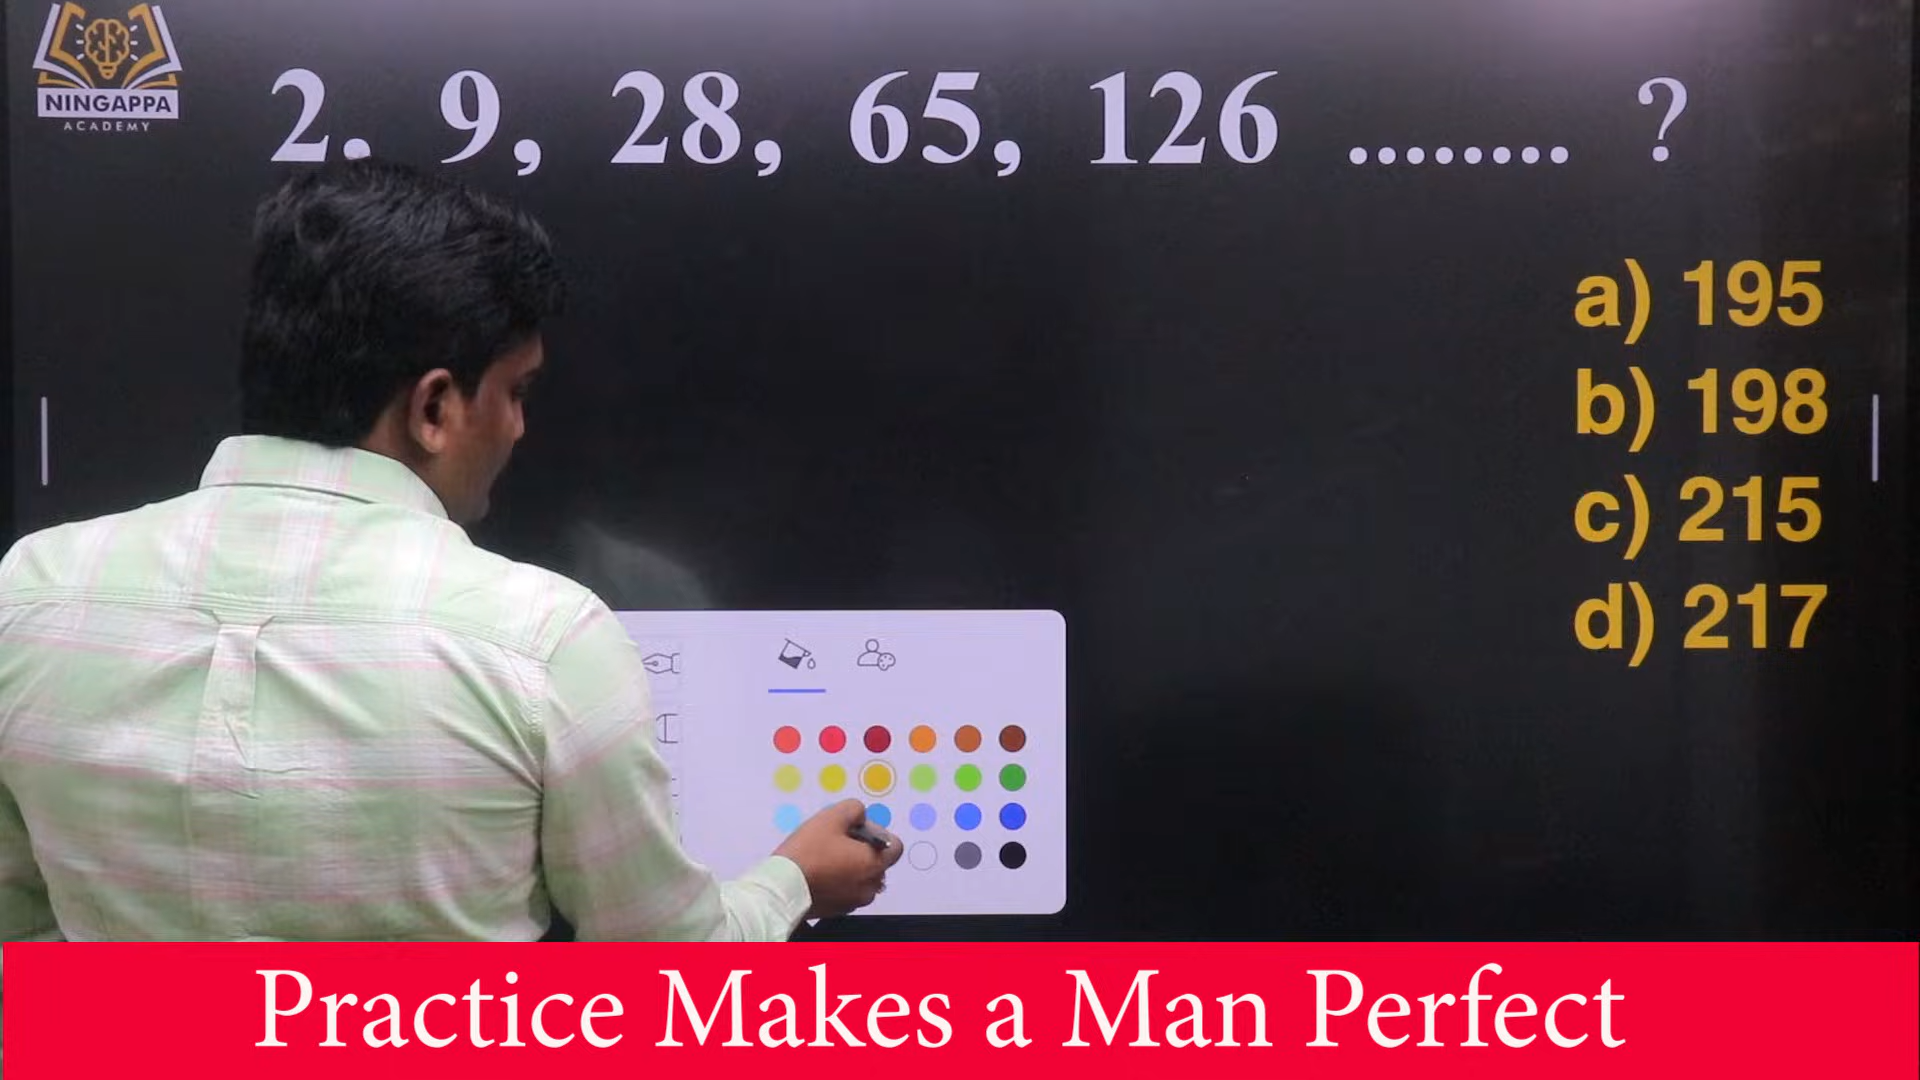 NINGAPPA
ACADEMY
2, 9, 28, 65, 126 ........ ?
a) 195
b) 198
c) 215
d) 217
Practice Makes a Man Perfect